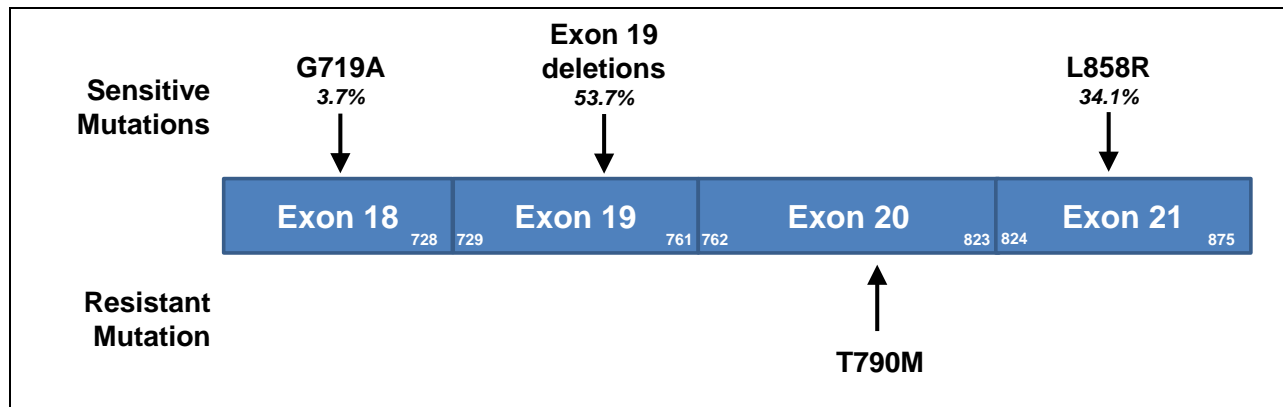 Sensitive
Mutations
G719A
3.7%
Exon 19
deletions
53.7%
L858R
34.1%
Exon 18
728
729
Exon 19
761
762
Exon 20
823
824
Exon 21
875
Resistant
Mutation
T790M